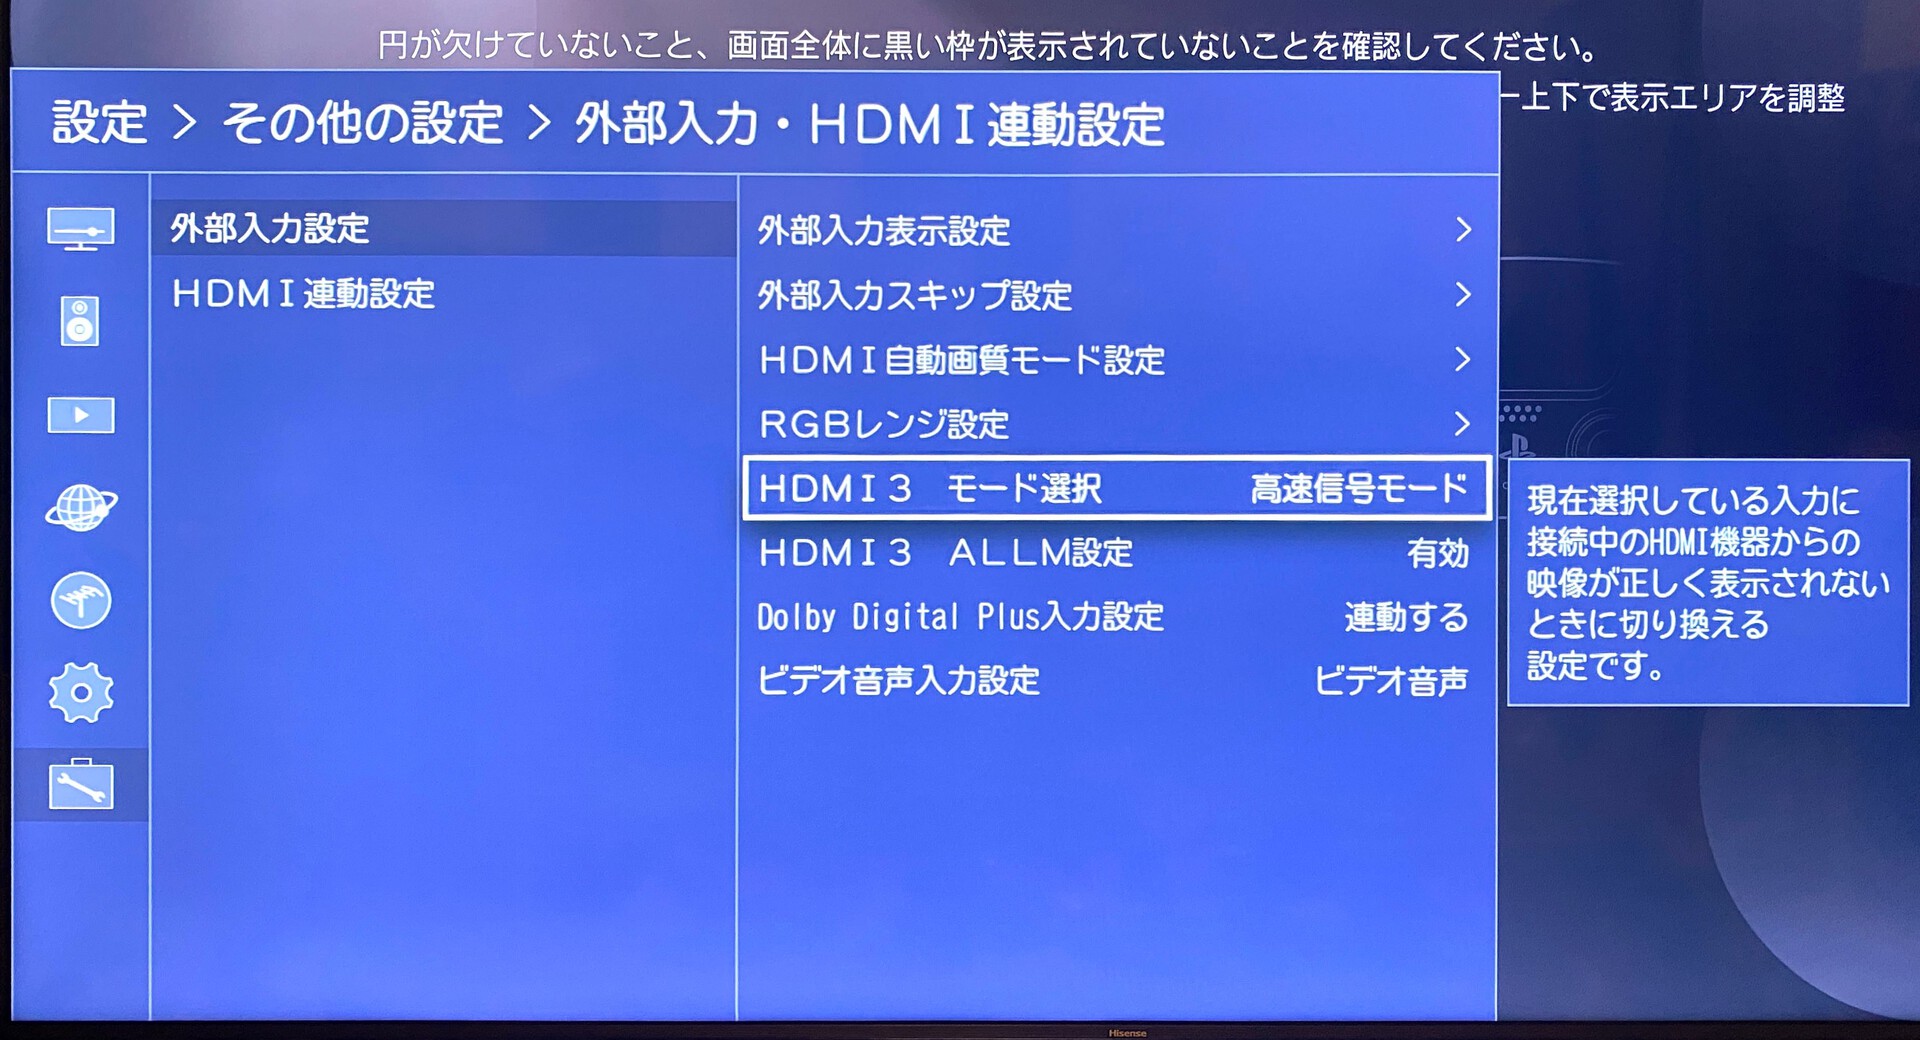 円が欠けていないこと、画面全体に黒い枠が表示されていないことを確認してください。
ー上下で表示エリアを調整
設定 > その他の設定 > 外部入力・HDMI連動設定
外部入力設定
HDMI連動設定
外部入力表示設定 >
外部入力スキップ設定 >
HDMI自動画質モード設定 >
RGBレンジ設定 >
HDMI3 モード選択 高速信号モード
HDMI3 ALLM設定 有効
Dolby Digital Plus入力設定 連動する
ビデオ音声入力設定 ビデオ音声
現在選択している入力に
接続中のHDMI機器からの
映像が正しく表示されない
ときに切り換える
設定です。
Hisense